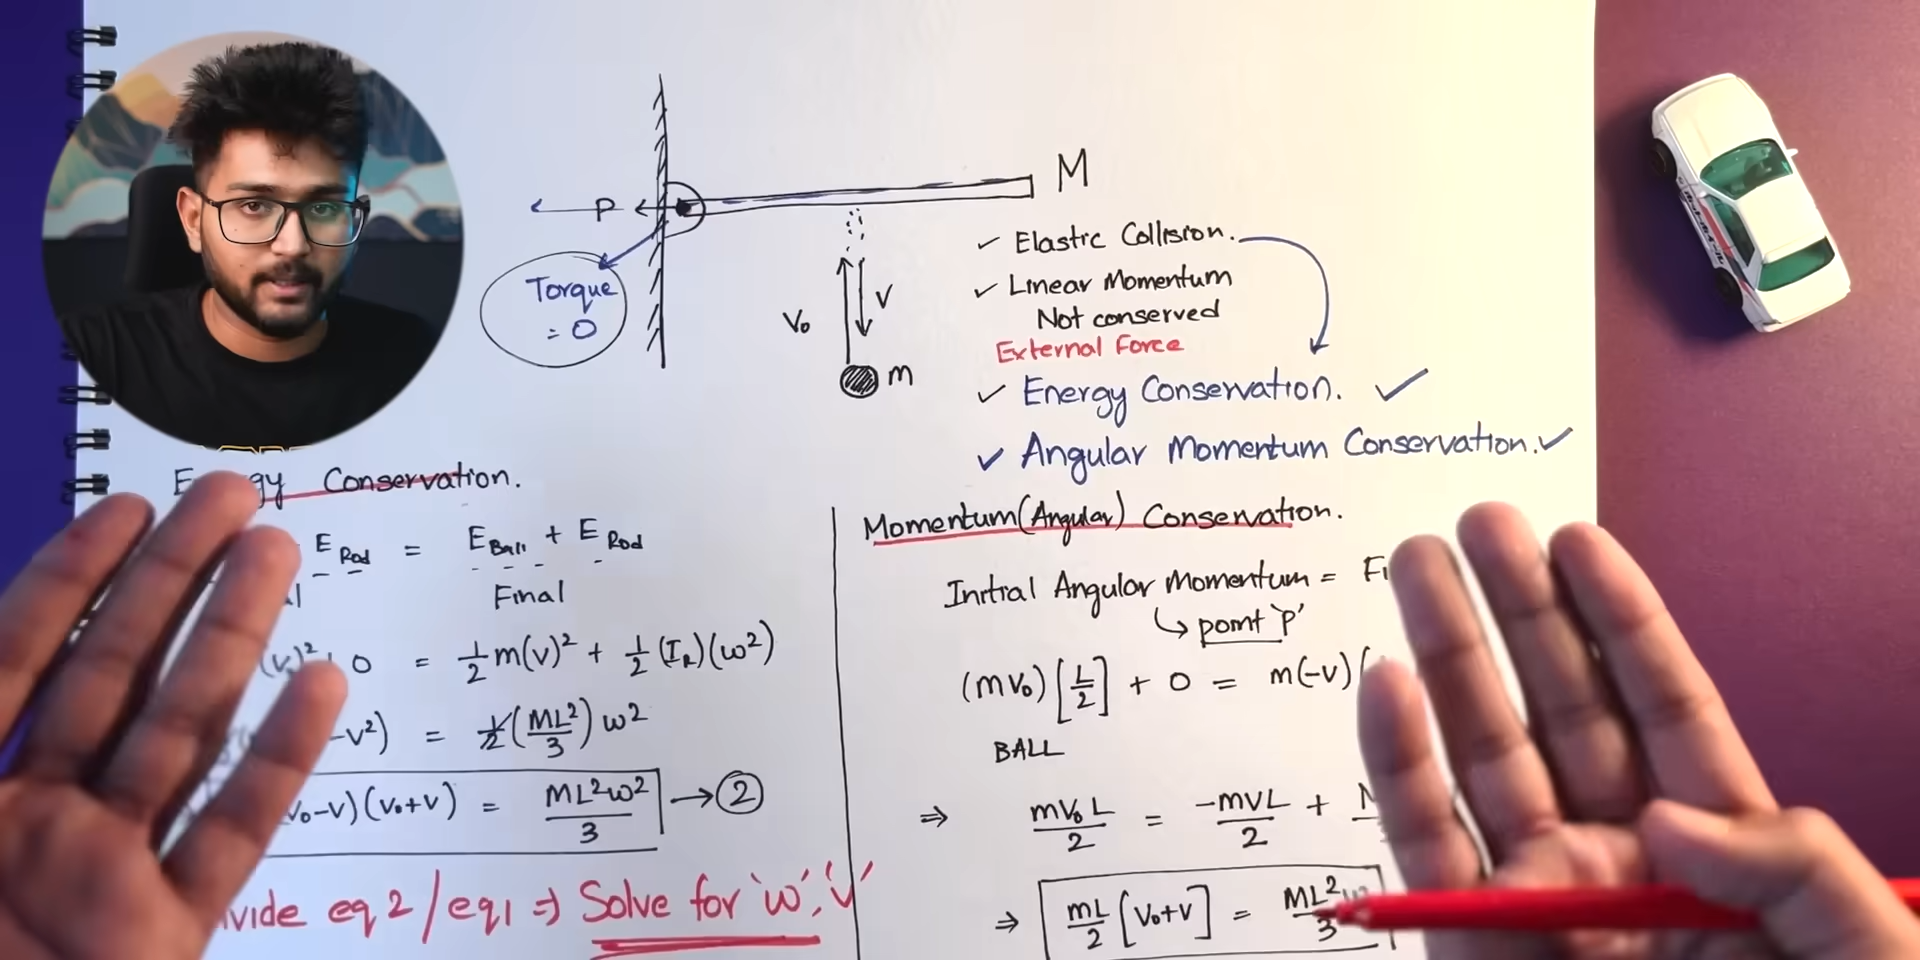 M
P
Torque
= 0
V₀
V
m
✓ Elastic Collision.
✓ Linear Momentum
Not conserved
External Force
✓ Energy Conservation. ✓
✓ Angular Momentum Conservation. ✓
gy Conservation.
E Rod = E Ball + E Rod
Final
0 = 1/2 m(v)² + 1/2 (I_R)(ω²)
-v²) = 1/2 (ML²/3) ω²
V₀-v)(V₀+v) = ML²ω²/3 → ②
vide eq 2 / eq 1 ⇒ Solve for 'ω', 'v'
Momentum (Angular) Conservation.
Initial Angular Momentum =
↳ point 'P'
(mV₀) [L/2] + 0 = m(-v)(
BALL
⇒ mV₀L/2 = -mVL/2 +
⇒ mL/2 [V₀+V] = ML²ω/3